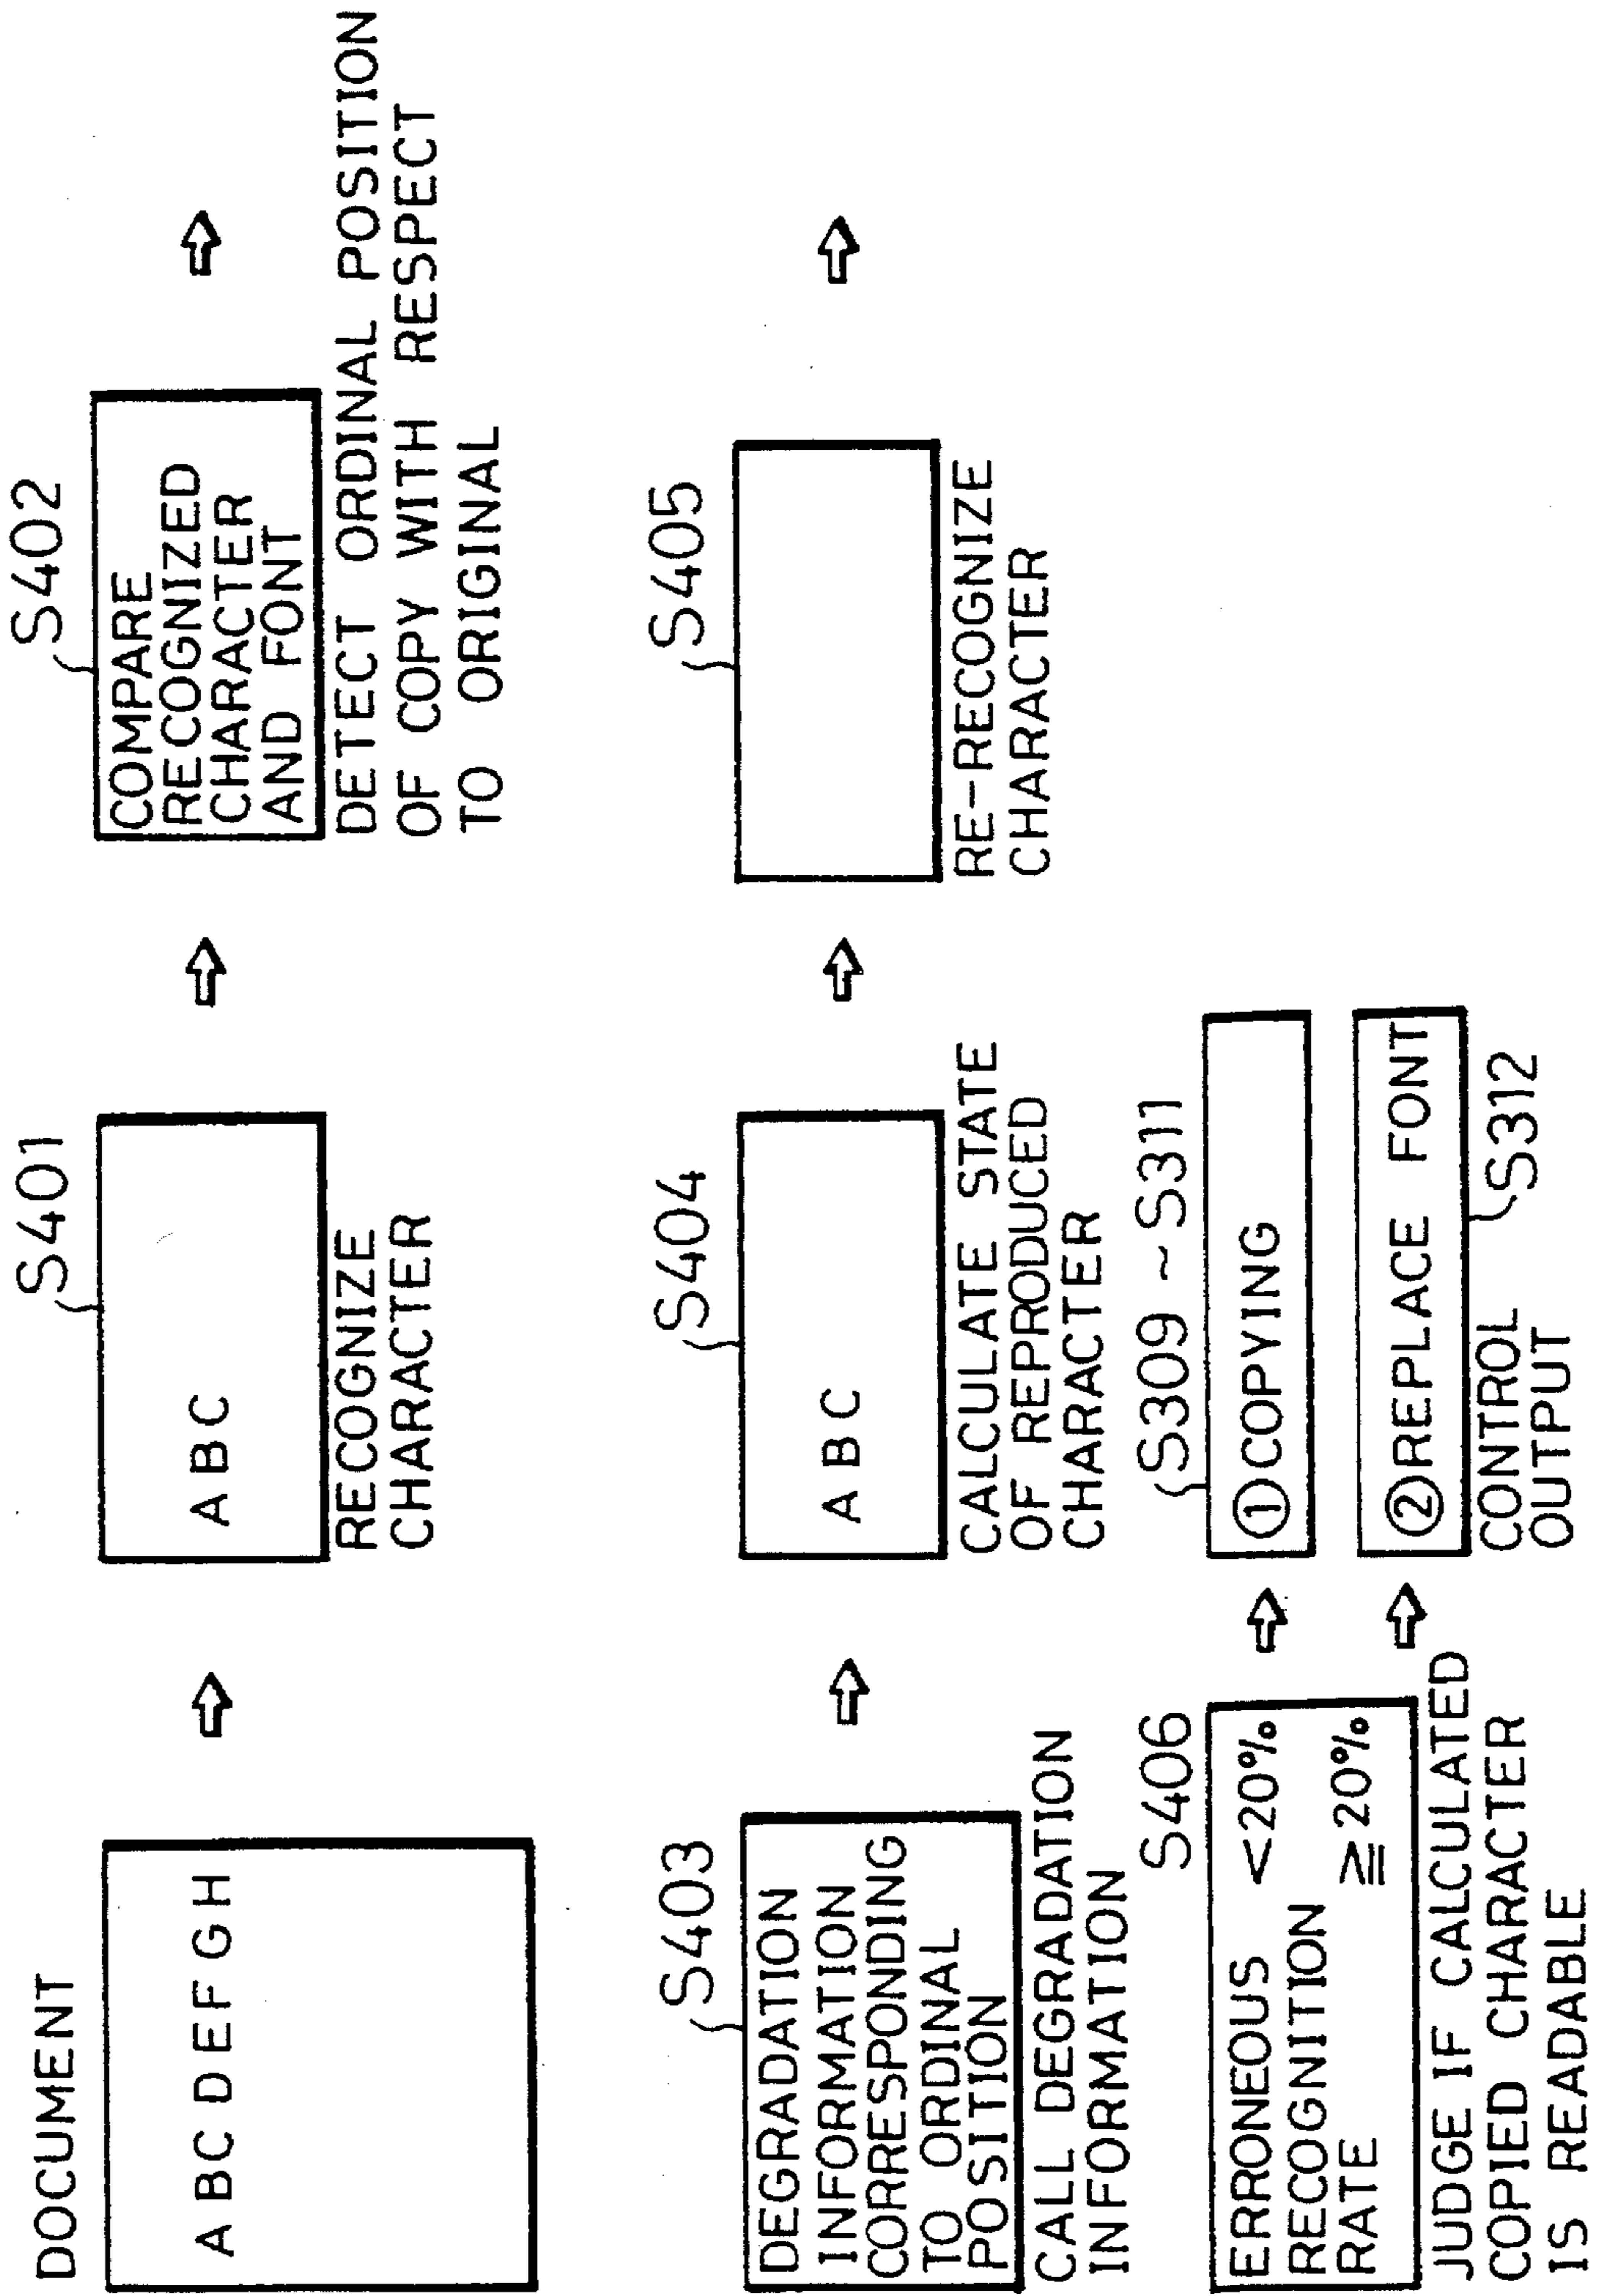 DOCUMENT
A B C D E F G H
S401
A B C
RECOGNIZE
CHARACTER
S402
COMPARE
RECOGNIZED
CHARACTER
AND FONT
DETECT ORDINAL POSITION
OF COPY WITH RESPECT
TO ORIGINAL
S403
DEGRADATION
INFORMATION
CORRESPONDING
TO ORDINAL
POSITION
CALL DEGRADATION
INFORMATION
S404
A B C
CALCULATE STATE
OF REPRODUCED
CHARACTER
S405
RE-RECOGNIZE
CHARACTER
S406
ERRONEOUS <20%
RECOGNITION
RATE ≧20%
JUDGE IF CALCULATED
COPIED CHARACTER
IS READABLE
S309 ~ S311
①COPYING
②REPLACE FONT
S312
CONTROL
OUTPUT